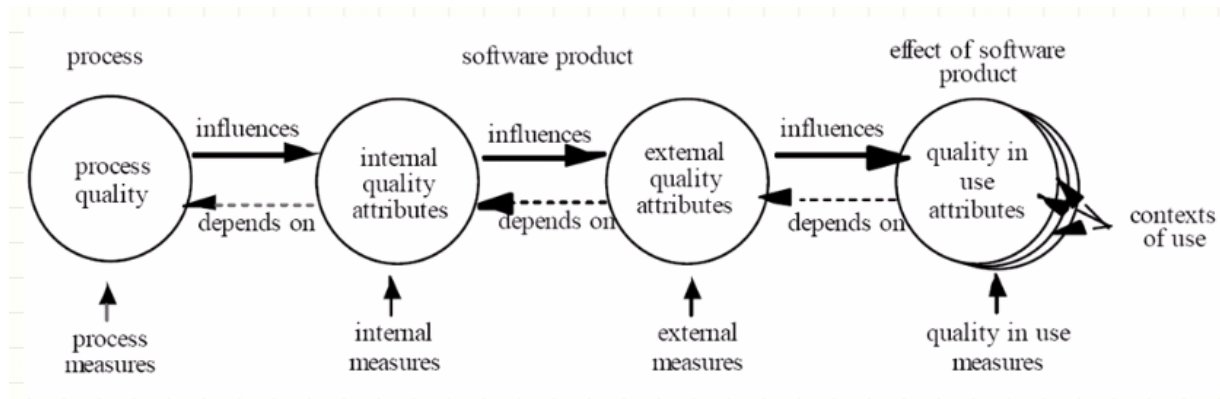 process
software product
effect of software
product
influences
influences
influences
process
quality
internal
quality
attributes
external
quality
attributes
quality in
use
attributes
depends on
depends on
depends on
contexts
of use
process
measures
internal
measures
external
measures
quality in use
measures